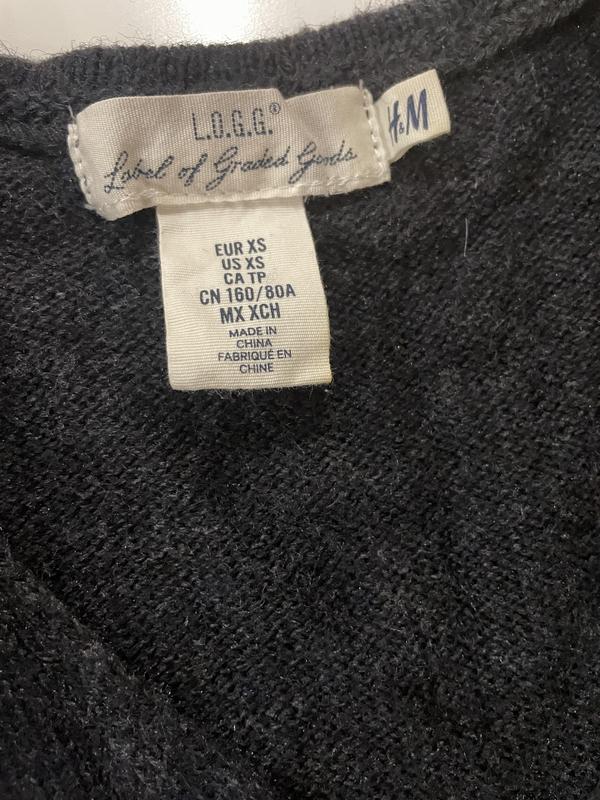 L.O.G.G.®
Label of Graded Goods
H&M
EUR XS
US XS
CA TP
CN 160/80A
MX XCH
MADE IN
CHINA
FABRIQUÉ EN
CHINE